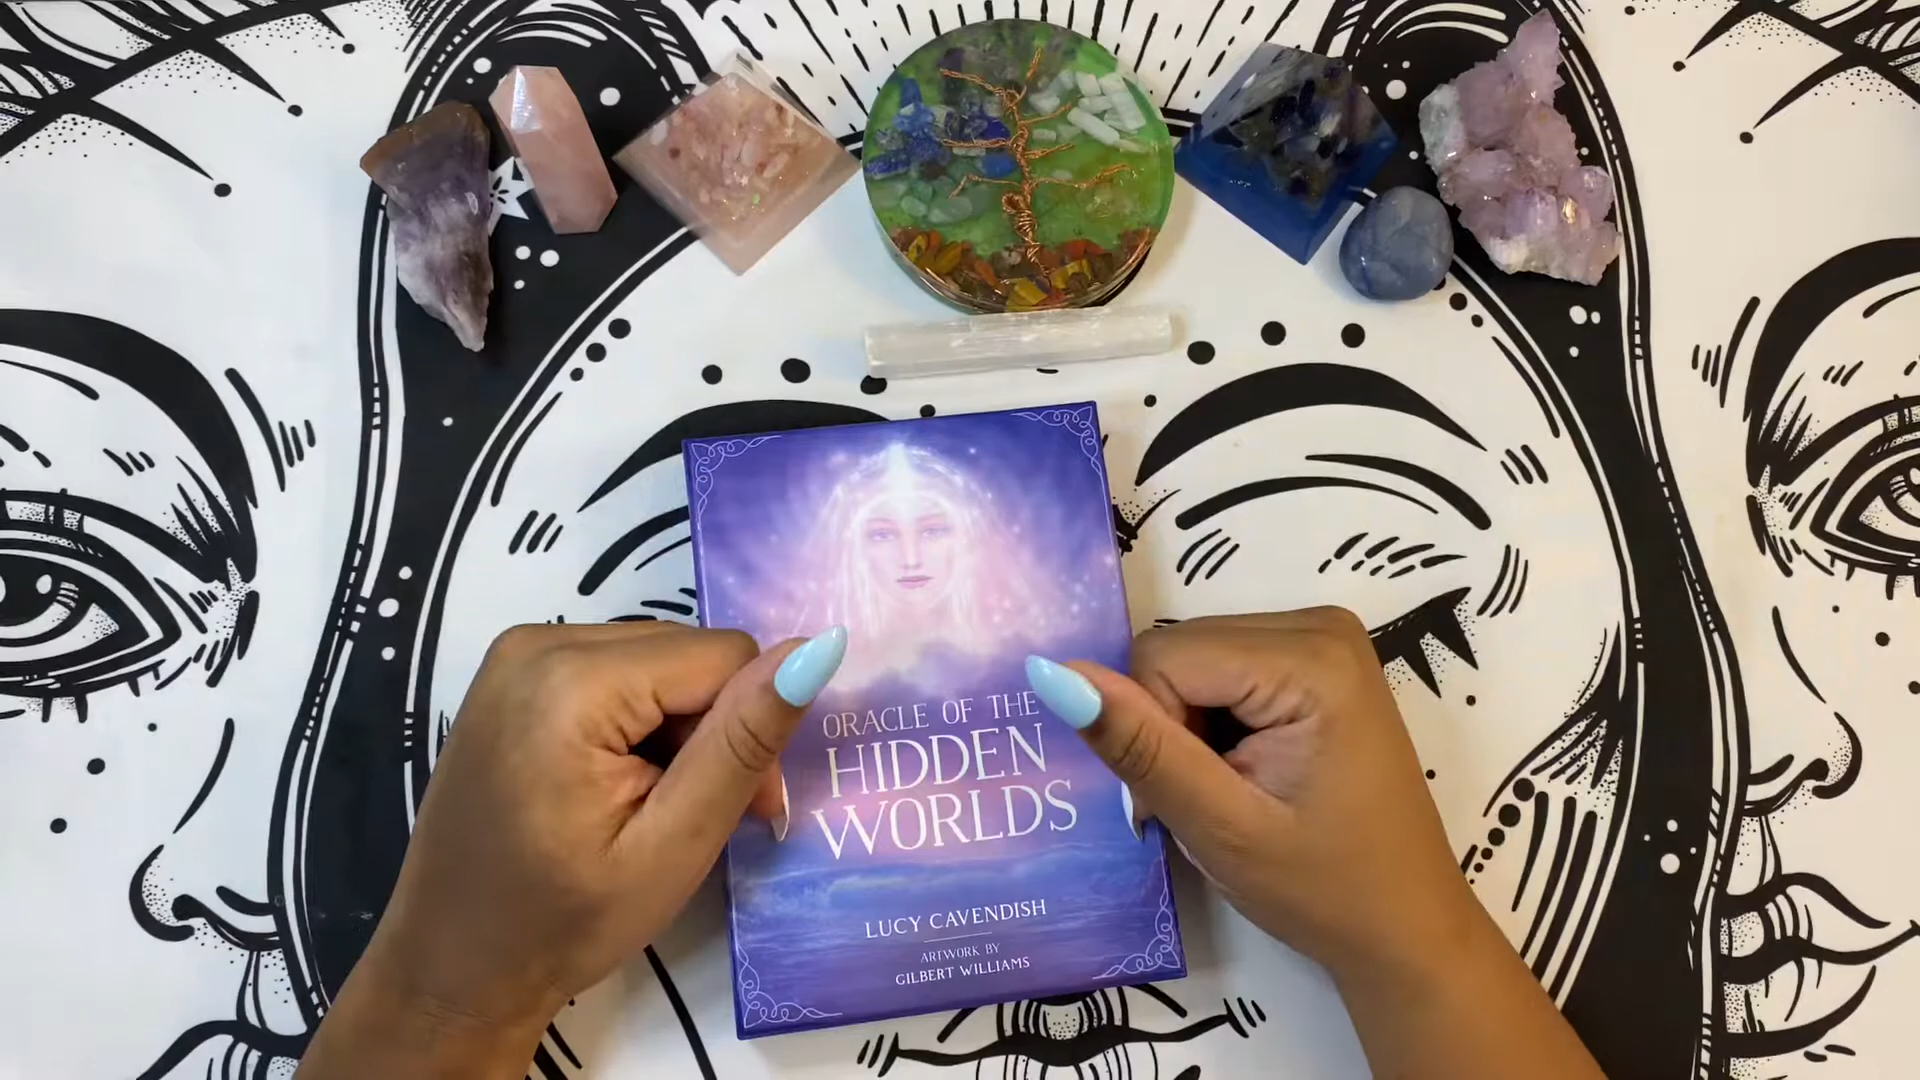 ORACLE OF THE
HIDDEN
WORLDS
LUCY CAVENDISH
ARTWORK BY
GILBERT WILLIAMS